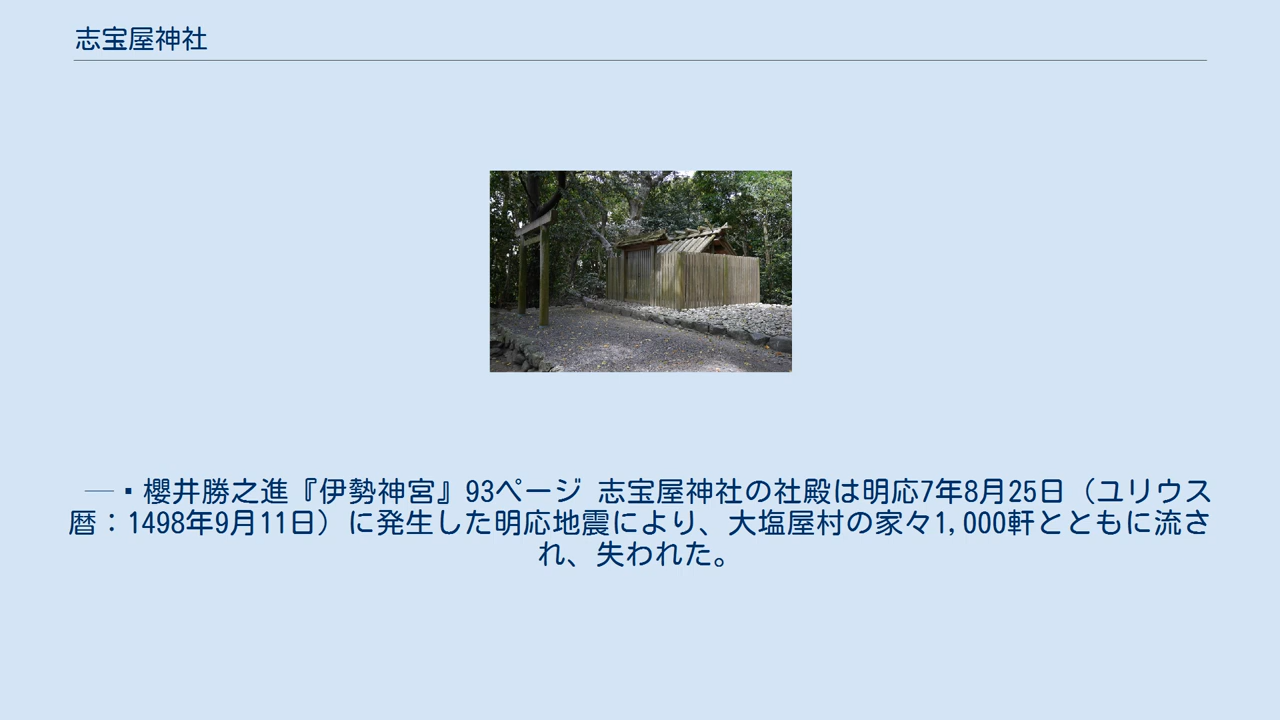 志宝屋神社
―・櫻井勝之進『伊勢神宮』93ページ 志宝屋神社の社殿は明応7年8月25日（ユリウス
暦：1498年9月11日）に発生した明応地震により、大塩屋村の家々1,000軒とともに流さ
れ、失われた。